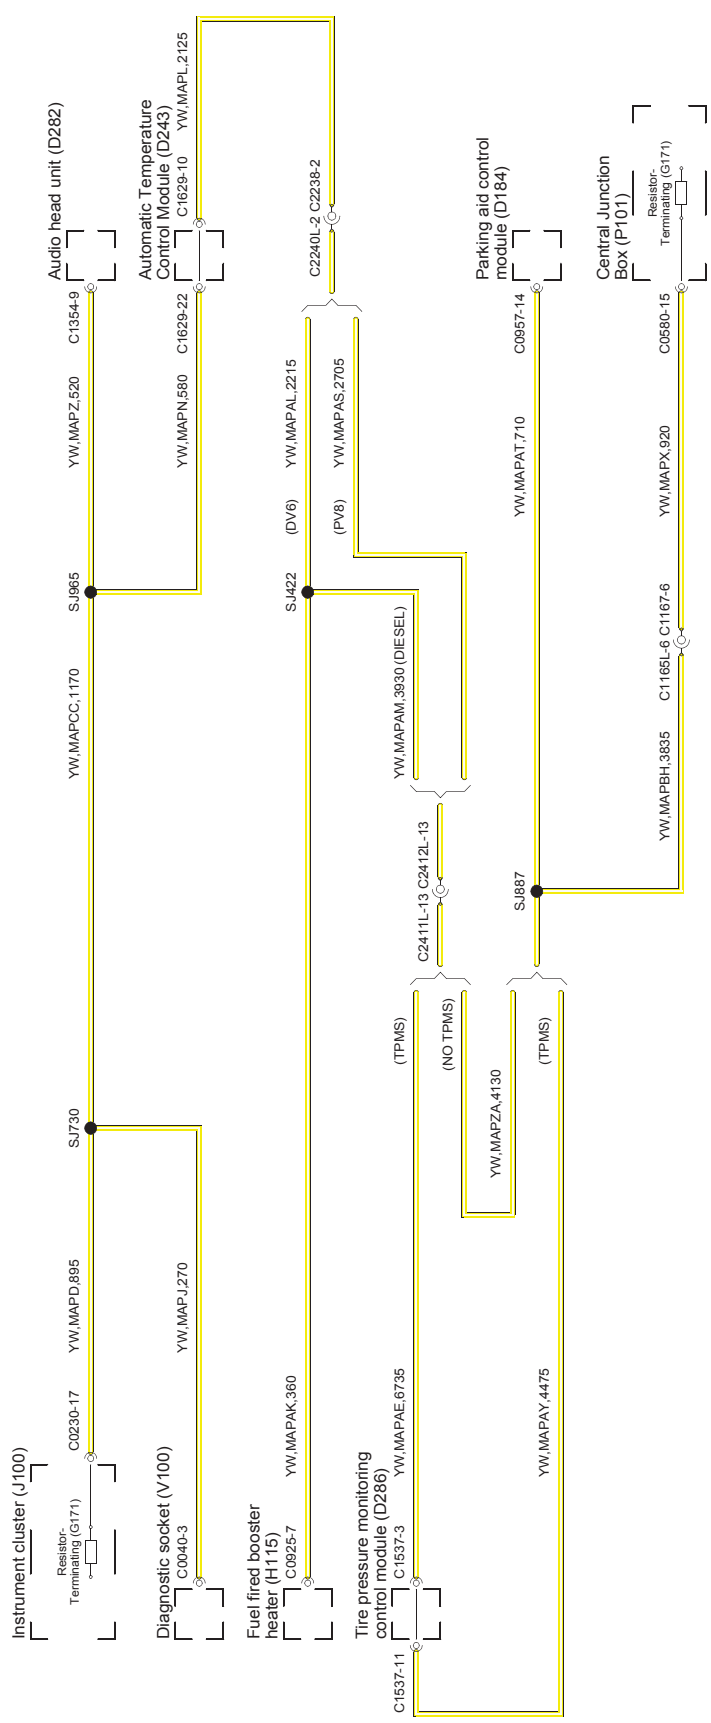 Instrument cluster (J100)
Resistor-
Terminating (G171)
C0230-17
YW,MAPD,895
SJ730
YW,MAPCC,1170
SJ965
YW,MAPZ,520
C1354-9
Audio head unit (D282)
Diagnostic socket (V100)
C0040-3
YW,MAPJ,270
YW,MAPN,580
C1629-22
Automatic Temperature
Control Module (D243)
C1629-10
YW,MAPL,2125
Fuel fired booster
heater (H115)
C0925-7
YW,MAPAK,360
SJ422
(DV6)
YW,MAPAL,2215
C2240L-2
C2238-2
(PV8)
YW,MAPAS,2705
Tire pressure monitoring
control module (D286)
C1537-11
C1537-3
YW,MAPAE,6735
(TPMS)
C2411L-13
C2412L-13
YW,MAPAM,3930 (DIESEL)
(NO TPMS)
YW,MAPZA,4130
Parking aid control
module (D184)
C0957-14
YW,MAPAT,710
SJ887
YW,MAPAY,4475
(TPMS)
Central Junction
Box (P101)
Resistor-
Terminating (G171)
C0580-15
YW,MAPX,920
C1165L-6
C1167-6
YW,MAPBH,3835